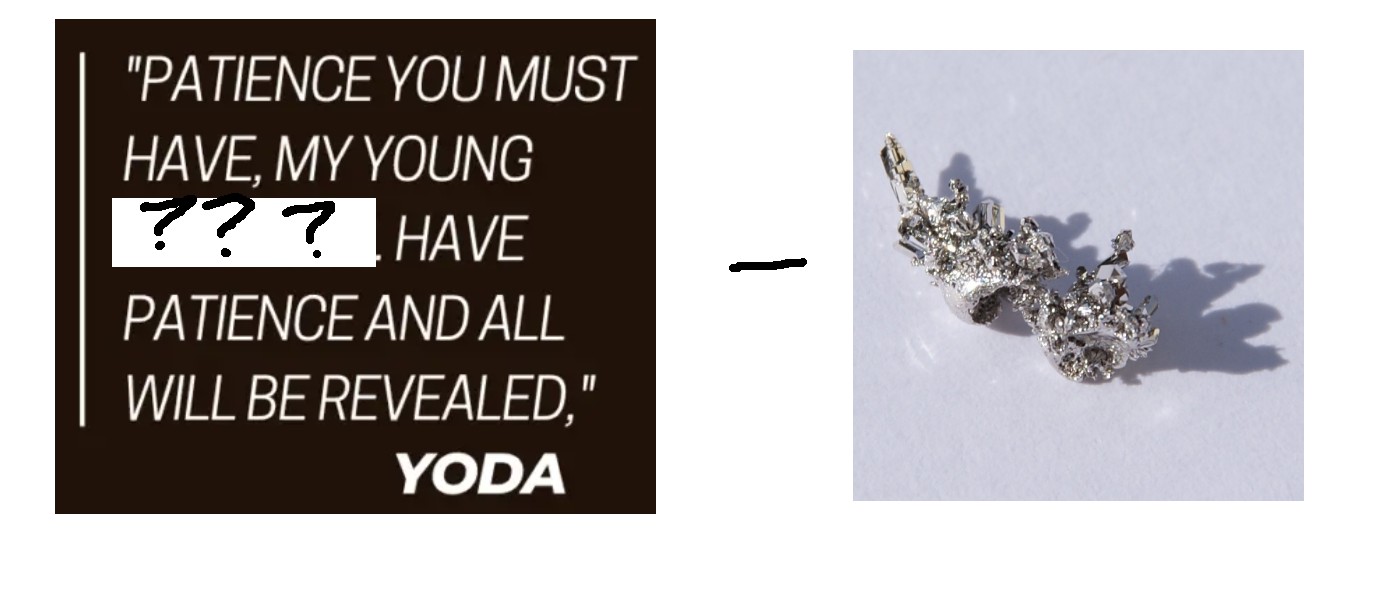 "PATIENCE YOU MUST
HAVE, MY YOUNG
? ? ? . HAVE
PATIENCE AND ALL
WILL BE REVEALED,"
YODA